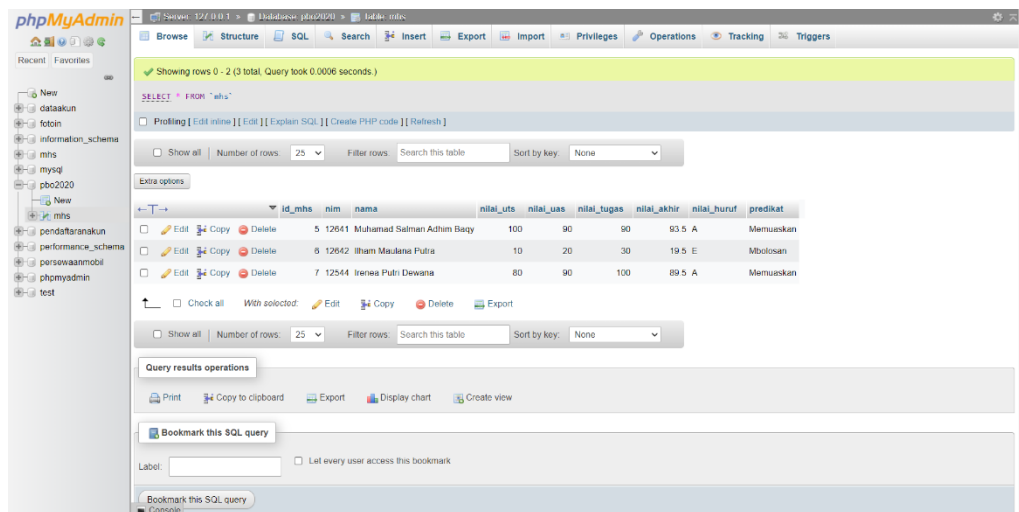 phpMyAdmin
Recent Favorites
New
dataakun
fotoin
information_schema
mhs
mysql
pbo2020
New
mhs
pendaftaranakun
performance_schema
persewaanmobil
phpmyadmin
test
Server: 127.0.0.1 » Database: pbo2020 » Table: mhs
Browse Structure SQL Search Insert Export Import Privileges Operations Tracking Triggers
Showing rows 0 - 2 (3 total, Query took 0.0006 seconds.)
SELECT * FROM `mhs`
Profiling [ Edit inline ] [ Edit ] [ Explain SQL ] [ Create PHP code ] [ Refresh ]
Show all | Number of rows: 25 Filter rows: Search this table Sort by key: None
Extra options
←T→ id_mhs nim nama nilai_uts nilai_uas nilai_tugas nilai_akhir nilai_huruf predikat
Edit Copy Delete 5 12641 Muhamad Salman Adhim Baqy 100 90 90 93.5 A Memuaskan
Edit Copy Delete 6 12642 Ilham Maulana Putra 10 20 30 19.5 E Mbolosan
Edit Copy Delete 7 12544 Irenea Putri Dewana 80 90 100 89.5 A Memuaskan
Check all With selected: Edit Copy Delete Export
Show all | Number of rows: 25 Filter rows: Search this table Sort by key: None
Query results operations
Print Copy to clipboard Export Display chart Create view
Bookmark this SQL query
Label: Let every user access this bookmark
Bookmark this SQL query
Console